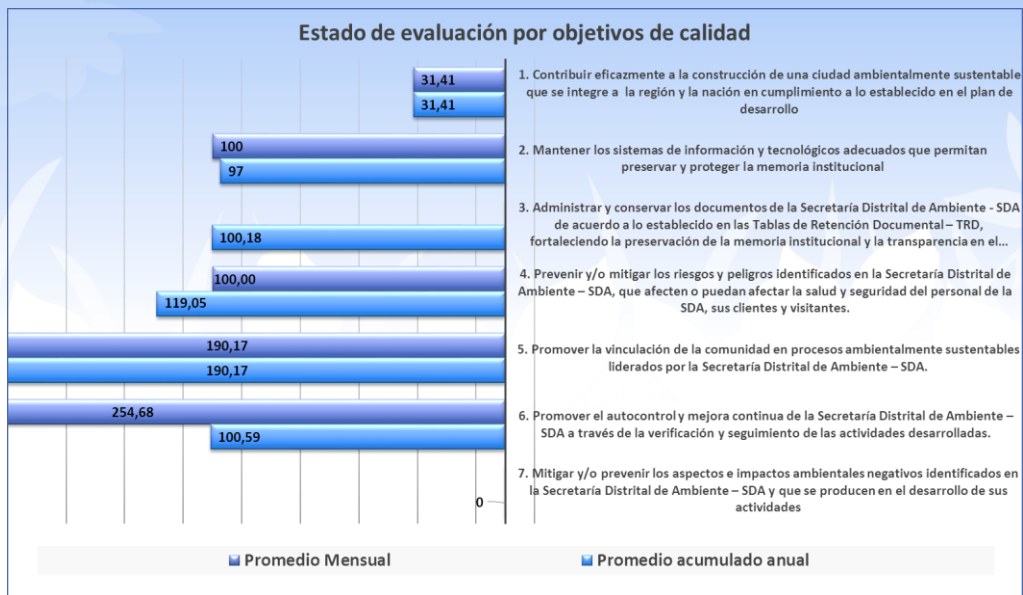 Estado de evaluación por objetivos de calidad
31,41
31,41
1. Contribuir eficazmente a la construcción de una ciudad ambientalmente sustentable
que se integre a la región y la nación en cumplimiento a lo establecido en el plan de
desarrollo
100
97
2. Mantener los sistemas de información y tecnológicos adecuados que permitan
preservar y proteger la memoria institucional
100,18
3. Administrar y conservar los documentos de la Secretaría Distrital de Ambiente - SDA
de acuerdo a lo establecido en las Tablas de Retención Documental – TRD,
fortaleciendo la preservación de la memoria institucional y la transparencia en el...
100,00
119,05
4. Prevenir y/o mitigar los riesgos y peligros identificados en la Secretaría Distrital de
Ambiente – SDA, que afecten o puedan afectar la salud y seguridad del personal de la
SDA, sus clientes y visitantes.
190,17
190,17
5. Promover la vinculación de la comunidad en procesos ambientalmente sustentables
liderados por la Secretaría Distrital de Ambiente – SDA.
254,68
100,59
6. Promover el autocontrol y mejora continua de la Secretaría Distrital de Ambiente –
SDA a través de la verificación y seguimiento de las actividades desarrolladas.
0
7. Mitigar y/o prevenir los aspectos e impactos ambientales negativos identificados en
la Secretaría Distrital de Ambiente – SDA y que se producen en el desarrollo de sus
actividades
Promedio Mensual
Promedio acumulado anual